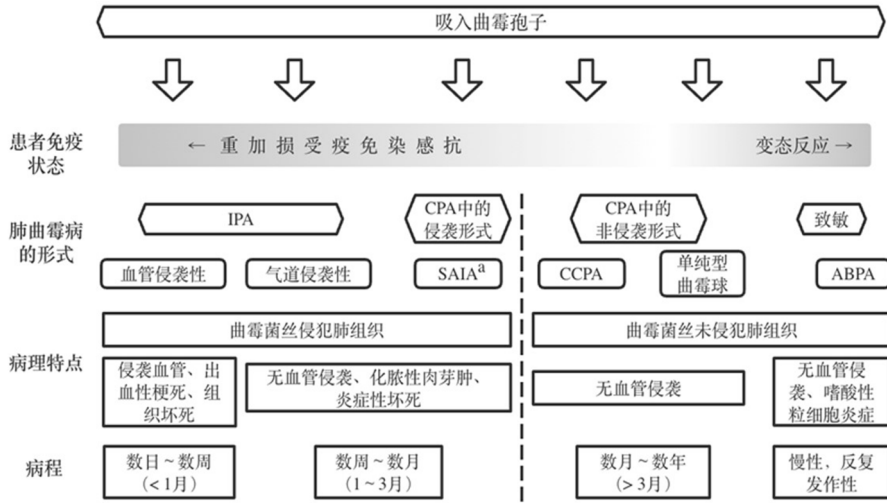 吸入曲霉孢子
患者免疫
状态
← 重加损受疫免染感抗
变态反应 →
肺曲霉病
的形式
IPA
CPA中的
侵袭形式
CPA中的
非侵袭形式
致敏
血管侵袭性
气道侵袭性
SAIAa
CCPA
单纯型
曲霉球
ABPA
病理特点
曲霉菌丝侵犯肺组织
曲霉菌丝未侵犯肺组织
侵袭血管、出
血性梗死、组
织坏死
无血管侵袭、化脓性肉芽肿、
炎症性坏死
无血管侵袭
无血管侵
袭、嗜酸性
粒细胞炎症
病程
数日~数周
(<1月)
数周~数月
(1~3月)
数月~数年
(>3月)
慢性,反复
发作性